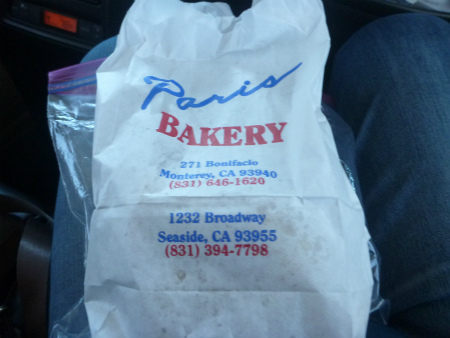 Paris
BAKERY
271 Bonifacio
Monterey, CA 93940
(831) 646-1620
1232 Broadway
Seaside, CA 93955
(831) 394-7798